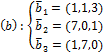 (b): { b̅₁ = (1,1,3)
b̅₂ = (7,0,1)
b̅₃ = (1,7,0)